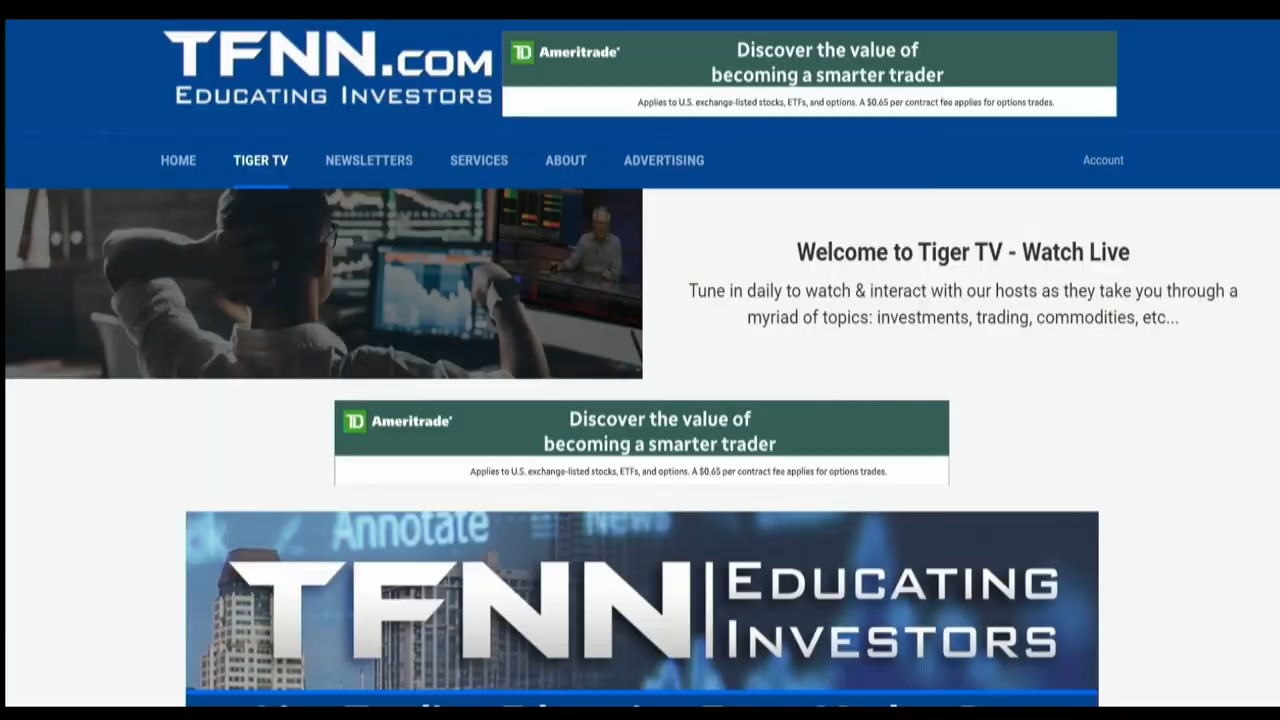 TFNN.COM
EDUCATING INVESTORS
TD Ameritrade
Discover the value of
becoming a smarter trader
Applies to U.S. exchange-listed stocks, ETFs, and options. A $0.65 per contract fee applies for options trades.
HOME TIGER TV NEWSLETTERS SERVICES ABOUT ADVERTISING Account
Welcome to Tiger TV - Watch Live
Tune in daily to watch & interact with our hosts as they take you through a
myriad of topics: investments, trading, commodities, etc...
TD Ameritrade
Discover the value of
becoming a smarter trader
Applies to U.S. exchange-listed stocks, ETFs, and options. A $0.65 per contract fee applies for options trades.
Annotate News
TFNN EDUCATING
INVESTORS